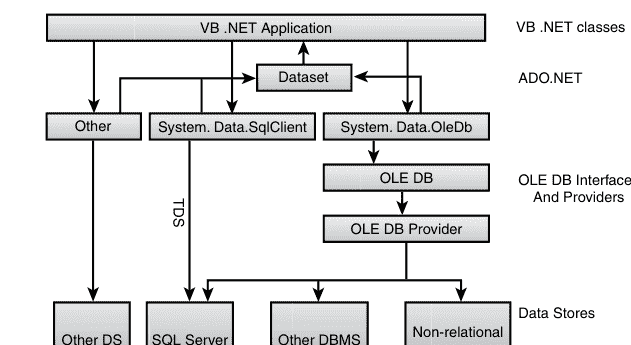 VB .NET Application
VB .NET classes
Dataset
ADO.NET
Other
System. Data.SqlClient
System. Data.OleDb
OLE DB
OLE DB Interface
And Providers
TDS
OLE DB Provider
Data Stores
Other DS
SQL Server
Other DBMS
Non-relational